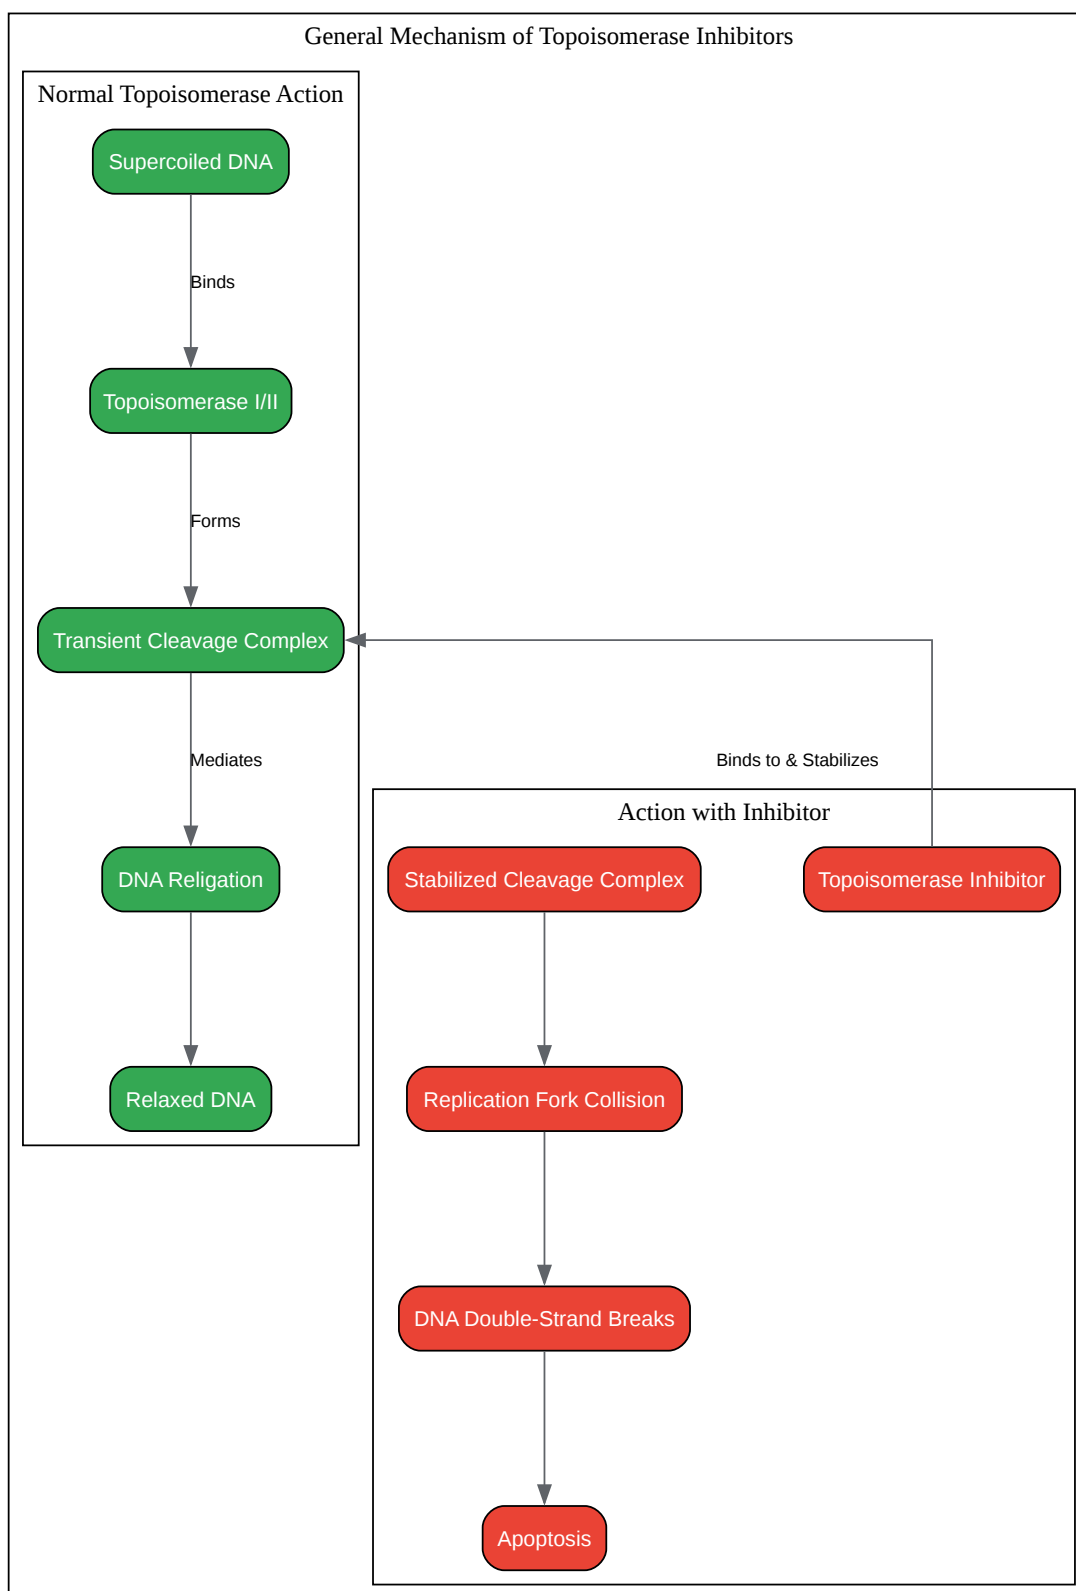 General Mechanism of Topoisomerase Inhibitors
Normal Topoisomerase Action
Supercoiled DNA
Binds
Topoisomerase I/II
Forms
Transient Cleavage Complex
Mediates
DNA Religation
Relaxed DNA
Binds to & Stabilizes
Action with Inhibitor
Stabilized Cleavage Complex
Topoisomerase Inhibitor
Replication Fork Collision
DNA Double-Strand Breaks
Apoptosis